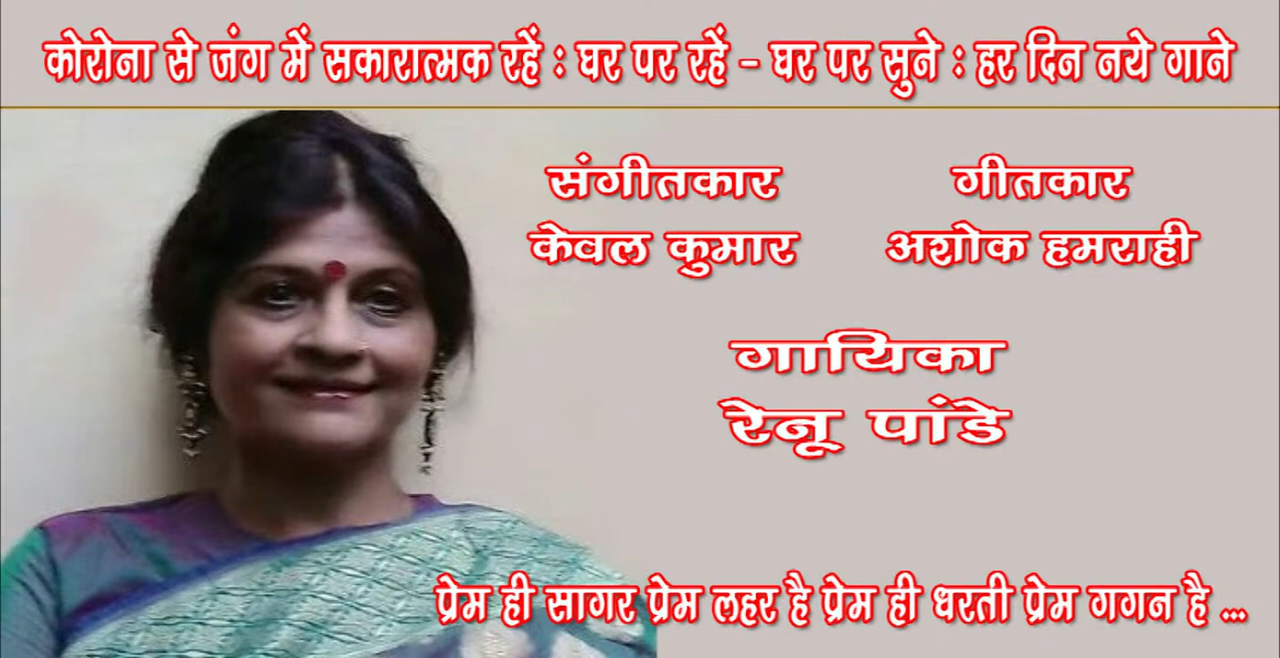 कोरोना से जंग में सकारात्मक रहें : घर पर रहें - घर पर सुने : हर दिन नये गाने
संगीतकार
केवल कुमार
गीतकार
अशोक हमराही
गायिका
रेनू पांडे
प्रेम ही सागर प्रेम लहर है प्रेम ही धरती प्रेम गगन है ...